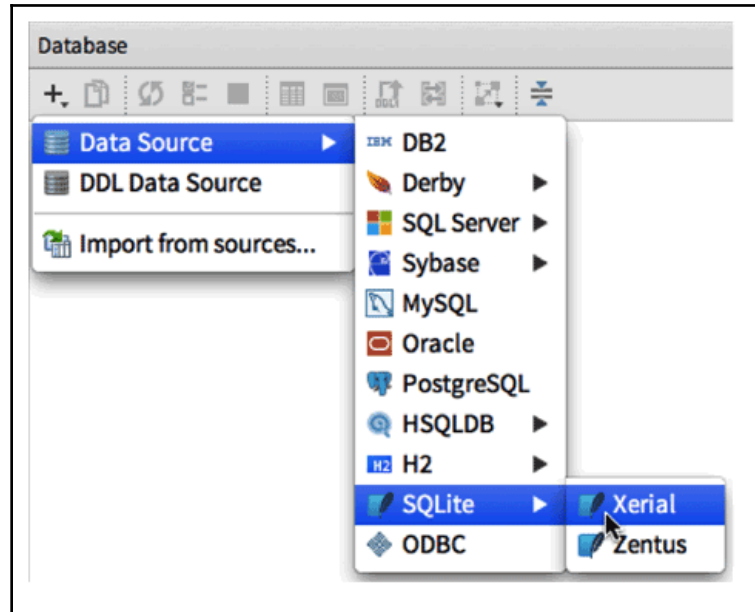 Database
DDL
Data Source
DDL Data Source
Import from sources...
IBM DB2
Derby
SQL Server
Sybase
MySQL
Oracle
PostgreSQL
HSQLDB
H2 H2
SQLite
ODBC
Xerial
Zentus